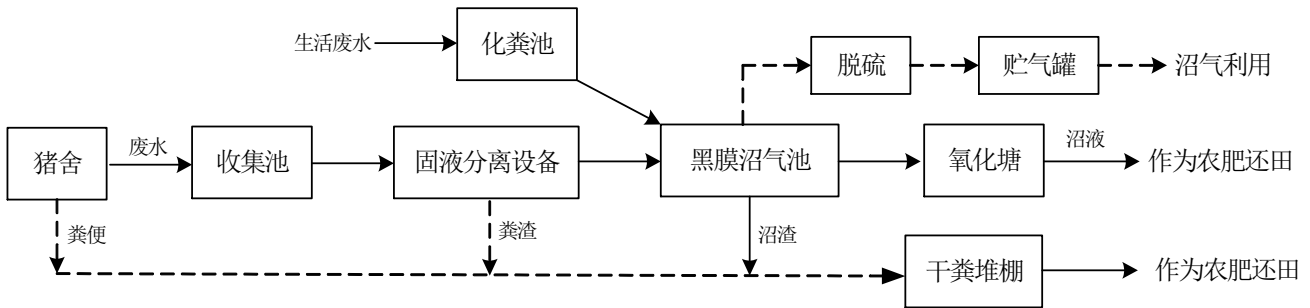 生活废水
化粪池
脱硫
贮气罐
沼气利用
猪舍
废水
收集池
固液分离设备
黑膜沼气池
氧化塘
沼液
作为农肥还田
粪便
粪渣
沼渣
干粪堆棚
作为农肥还田